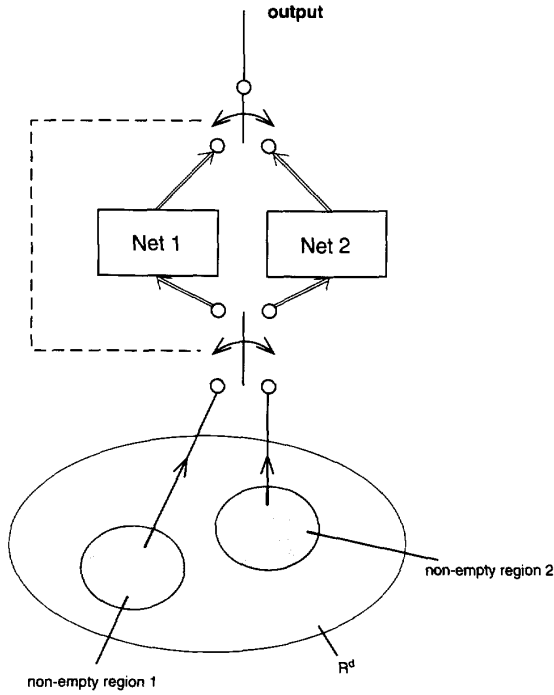 output
Net 1
Net 2
non-empty region 2
R^d
non-empty region 1